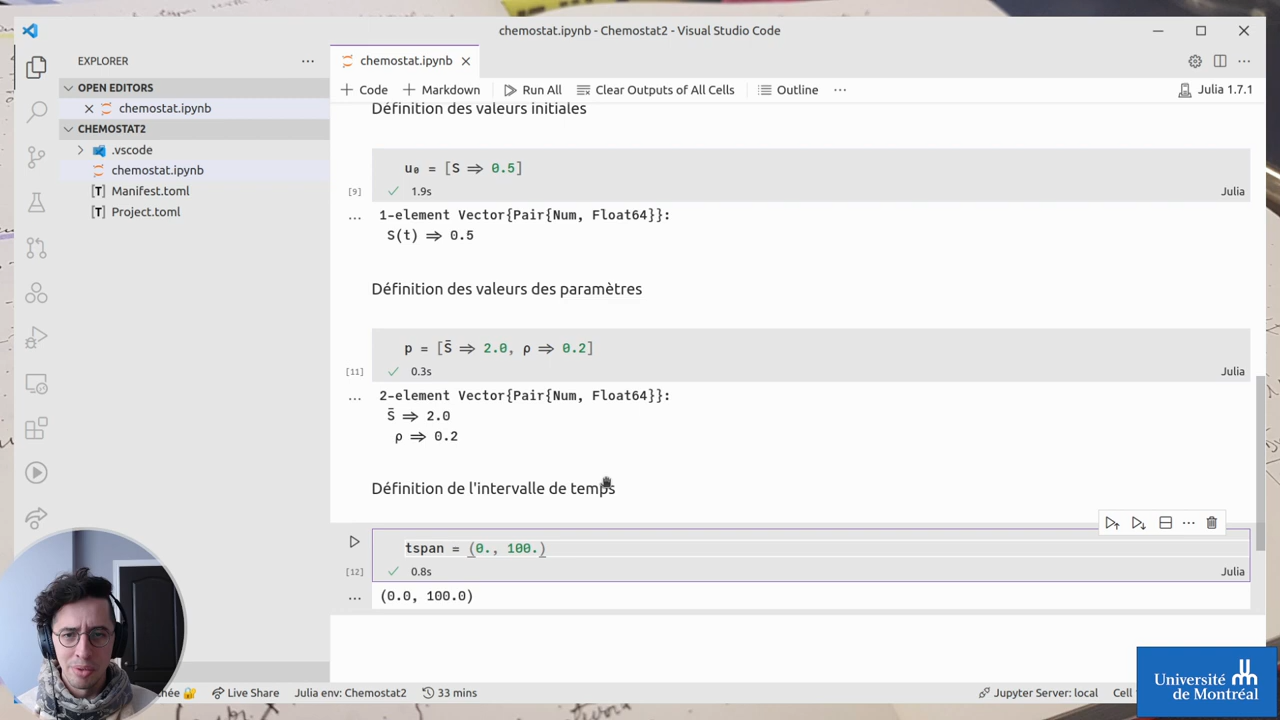 chemostat.ipynb - Chemostat2 - Visual Studio Code
EXPLORER
OPEN EDITORS
chemostat.ipynb
CHEMOSTAT2
.vscode
chemostat.ipynb
Manifest.toml
Project.toml
chemostat.ipynb
Code
Markdown
Run All
Clear Outputs of All Cells
Outline
Julia 1.7.1
Définition des valeurs initiales
u₀ = [S => 0.5]
[9]
1.9s
Julia
1-element Vector{Pair{Num, Float64}}:
S(t) => 0.5
Définition des valeurs des paramètres
p = [S̄ => 2.0, ρ => 0.2]
[11]
0.3s
Julia
2-element Vector{Pair{Num, Float64}}:
S̄ => 2.0
ρ => 0.2
Définition de l'intervalle de temps
tspan = (0., 100.)
[12]
0.8s
Julia
(0.0, 100.0)
Live Share
Julia env: Chemostat2
33 mins
Jupyter Server: local
Cell
Université
de Montréal